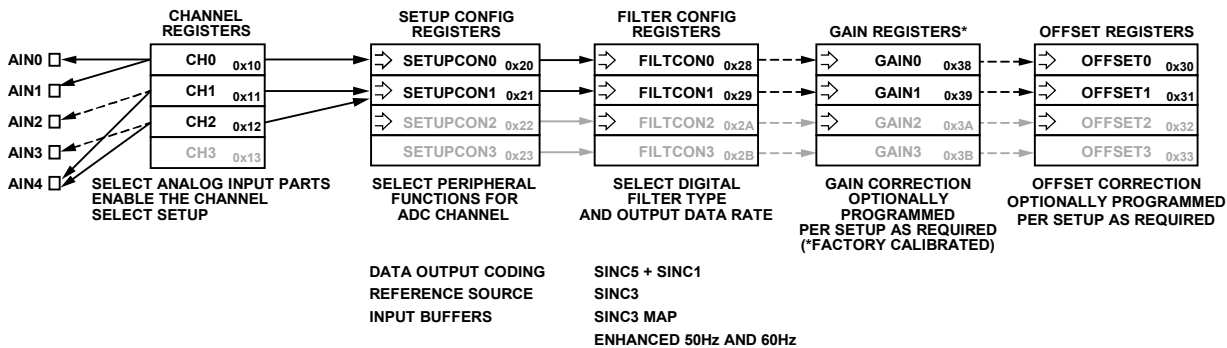 CHANNEL
REGISTERS
SETUP CONFIG
REGISTERS
FILTER CONFIG
REGISTERS
GAIN REGISTERS*
OFFSET REGISTERS
AIN0
AIN1
AIN2
AIN3
AIN4
CH0 0x10
CH1 0x11
CH2 0x12
CH3 0x13
SELECT ANALOG INPUT PARTS
ENABLE THE CHANNEL
SELECT SETUP
SETUPCON0 0x20
SETUPCON1 0x21
SETUPCON2 0x22
SETUPCON3 0x23
SELECT PERIPHERAL
FUNCTIONS FOR
ADC CHANNEL
FILTCON0 0x28
FILTCON1 0x29
FILTCON2 0x2A
FILTCON3 0x2B
SELECT DIGITAL
FILTER TYPE
AND OUTPUT DATA RATE
GAIN0 0x38
GAIN1 0x39
GAIN2 0x3A
GAIN3 0x3B
GAIN CORRECTION
OPTIONALLY
PROGRAMMED
PER SETUP AS REQUIRED
(*FACTORY CALIBRATED)
OFFSET0 0x30
OFFSET1 0x31
OFFSET2 0x32
OFFSET3 0x33
OFFSET CORRECTION
OPTIONALLY PROGRAMMED
PER SETUP AS REQUIRED
DATA OUTPUT CODING
REFERENCE SOURCE
INPUT BUFFERS
SINC5 + SINC1
SINC3
SINC3 MAP
ENHANCED 50Hz AND 60Hz